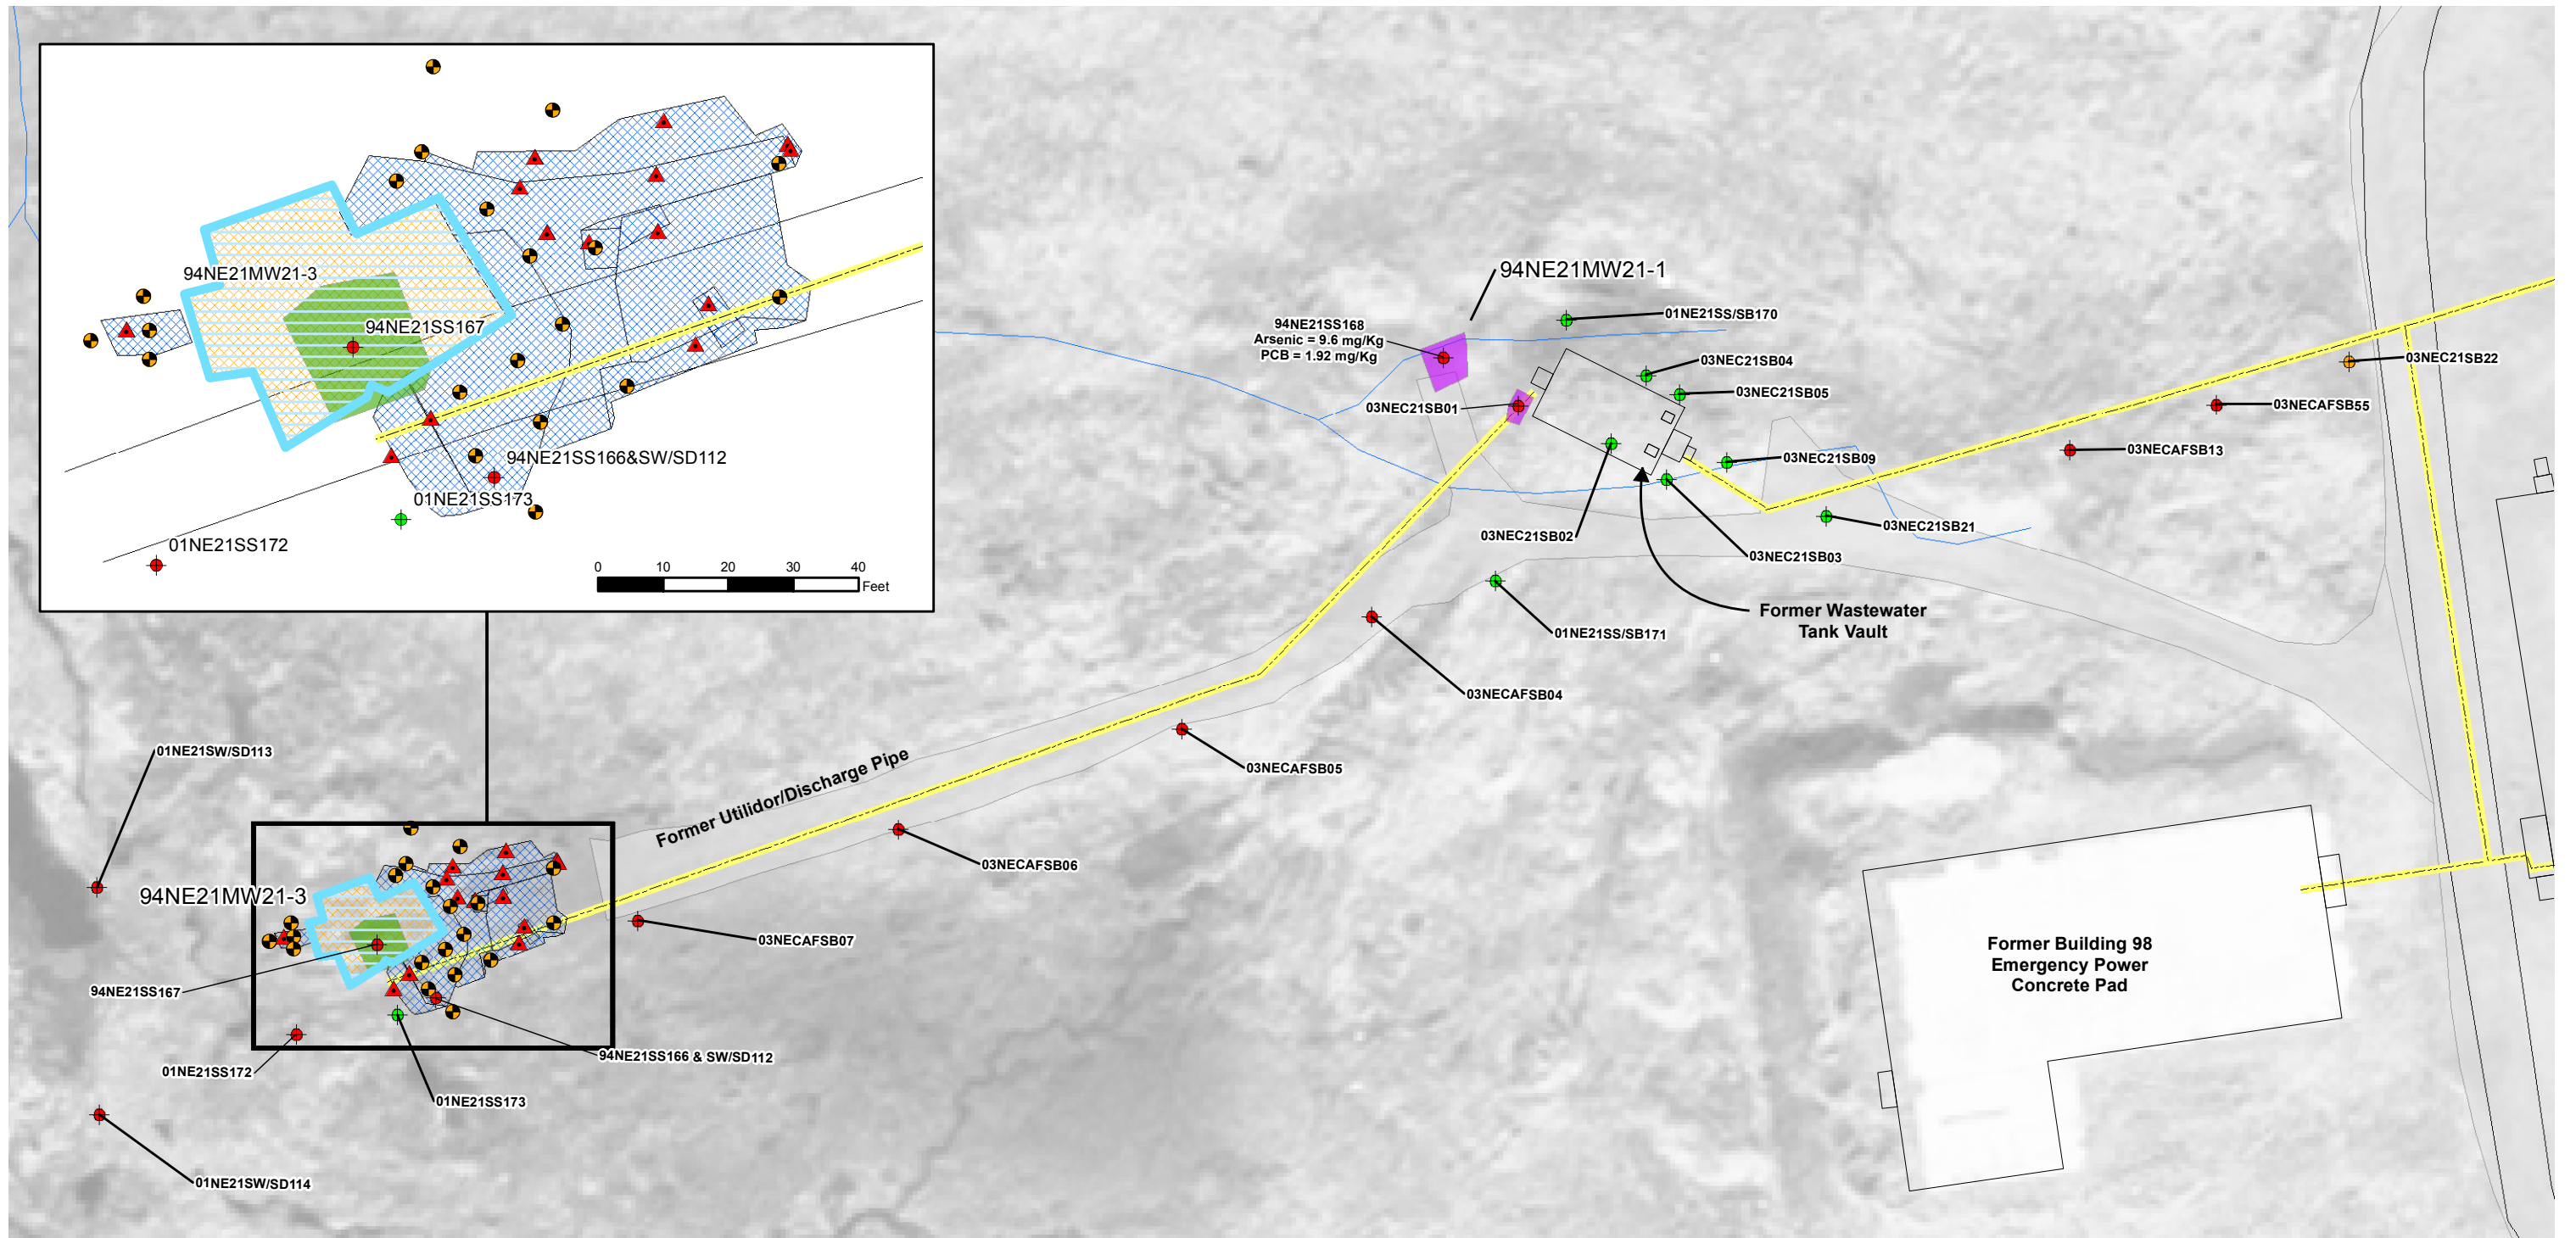 94NE21MW21-3
94NE21SS167
94NE21SS166&SW/SD112
01NE21SS173
01NE21SS172
0 10 20 30 40
Feet
94NE21MW21-1
94NE21SS168
Arsenic = 9.6 mg/Kg
PCB = 1.92 mg/Kg
01NE21SS/SB170
03NEC21SB04
03NEC21SB05
03NEC21SB01
03NEC21SB22
03NECAFSB55
03NECAFSB13
03NEC21SB09
03NEC21SB21
03NEC21SB02
03NEC21SB03
Former Wastewater
Tank Vault
01NE21SS/SB171
03NECAFSB04
03NECAFSB05
Former Utilidor/Discharge Pipe
03NECAFSB06
03NECAFSB07
01NE21SW/SD113
94NE21MW21-3
94NE21SS167
01NE21SS172
94NE21SS166 & SW/SD112
01NE21SS173
01NE21SW/SD114
Former Building 98
Emergency Power
Concrete Pad